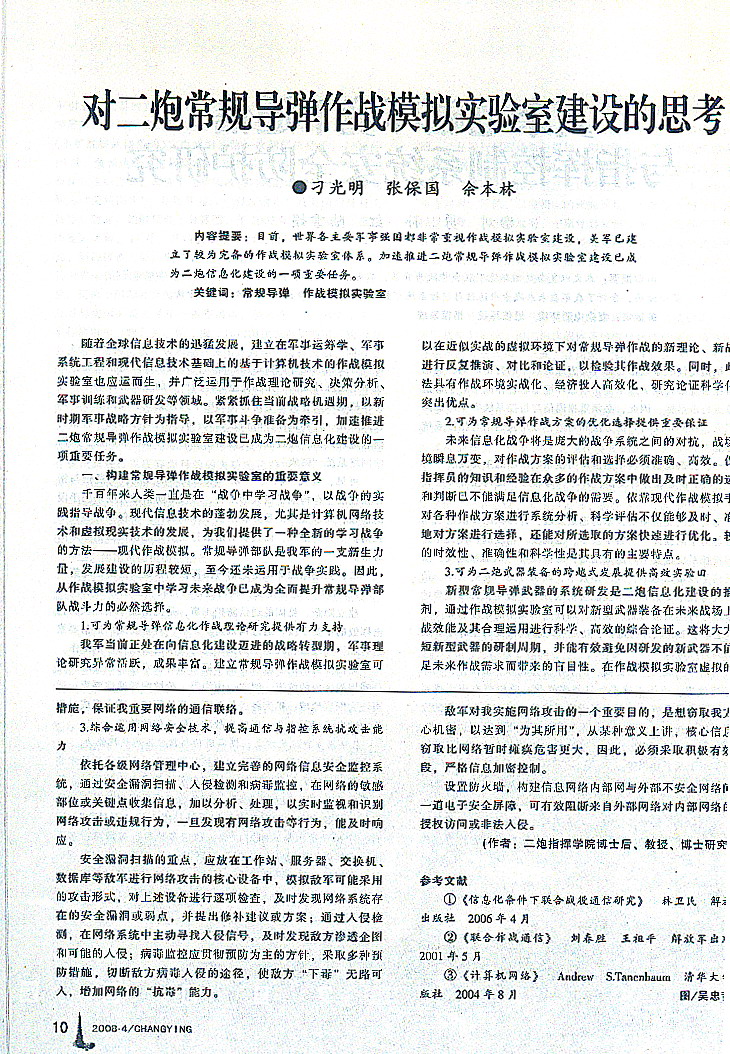 对二炮常规导弹作战模拟实验室建设的思考
●刁光明 张保国 余本林
内容提要：目前，世界各主要军事强国都非常重视作战模拟实验室建设，美军已建
立了较为完备的作战模拟实验室体系。加速推进二炮常规导弹作战模拟实验室建设已成
为二炮信息化建设的一项重要任务。
关键词：常规导弹 作战模拟实验室
随着全球信息技术的迅猛发展，建立在军事运筹学、军事
系统工程和现代信息技术基础上的基于计算机技术的作战模拟
实验室也应运而生，并广泛运用于作战理论研究、决策分析、
军事训练和武器研发等领域。紧紧抓住当前战略机遇期，以新
时期军事战略方针为指导，以军事斗争准备为牵引，加速推进
二炮常规导弹作战模拟实验室建设已成为二炮信息化建设的一
项重要任务。
一、构建常规导弹作战模拟实验室的重要意义
千百年来人类一直是在“战争中学习战争”，以战争的实
践指导战争。现代信息技术的蓬勃发展，尤其是计算机网络技
术和虚拟现实技术的发展，为我们提供了一种全新的学习战争
的方法——现代作战模拟。常规导弹部队是我军的一支新生力
量，发展建设的历程较短，至今还未运用于战争实践。因此，
从作战模拟实验室中学习未来战争已成为全面提升常规导弹部
队战斗力的必然选择。
1.可为常规导弹信息化作战理论研究提供有力支持
我军当前正处在向信息化建设迈进的战略转型期，军事理
论研究异常活跃，成果丰富。建立常规导弹作战模拟实验室可
以在近似实战的虚拟环境下对常规导弹作战的新理论、新战
进行反复推演、对比和论证，以检验其作战效果。同时，此
法具有作战环境实战化、经济投入高效化、研究论证科学化
突出优点。
2.可为常规导弹作战方案的优化选择提供重要保证
未来信息化战争将是庞大的战争系统之间的对抗，战场
境瞬息万变，对作战方案的评估和选择必须准确、高效。仅
指挥员的知识和经验在众多的作战方案中做出及时正确的选
和判断已不能满足信息化战争的需要。依靠现代作战模拟手
对各种作战方案进行系统分析、科学评估不仅能够及时、准
地对方案进行选择，还能对所选取的方案快速进行优化。较
的时效性、准确性和科学性是其具有的主要特点。
3.可为二炮武器装备的跨越式发展提供高效实验田
新型常规导弹武器的系统研发是二炮信息化建设的推
剂，通过作战模拟实验室可以对新型武器装备在未来战场上
战效能及其合理运用进行科学、高效的综合论证。这将大大
短新型武器的研制周期，并能有效避免因研发的新武器不能
足未来作战需求而带来的盲目性。在作战模拟实验室虚拟的
措施，保证我重要网络的通信联络。
3.综合运用网络安全技术，提高通信与指控系统抗攻击能
力
依托各级网络管理中心，建立完善的网络信息安全监控系
统，通过安全漏洞扫描、入侵检测和病毒监控，在网络的敏感
部位或关键点收集信息，加以分析、处理，以实时监视和识别
网络攻击或违规行为，一旦发现有网络攻击等行为，能及时响
应。
安全漏洞扫描的重点，应放在工作站、服务器、交换机、
数据库等敌军进行网络攻击的核心设备中，模拟敌军可能采用
的攻击形式，对上述设备进行逐项检查，及时发现网络系统存
在的安全漏洞或弱点，并提出修补建议或方案；通过入侵检
测，在网络系统中主动寻找入侵信号，及时发现敌方渗透企图
和可能的入侵；病毒监控应贯彻预防为主的方针，采取多种预
防措施，切断敌方病毒入侵的途径，使敌方“下毒”无路可
入，增加网络的“抗毒”能力。
敌军对我实施网络攻击的一个重要目的，是想窃取我方
心机密，以达到“为其所用”，从某种意义上讲，核心信息
窃取比网络暂时瘫痪危害更大，因此，必须采取积极有效
段，严格信息加密控制。
设置防火墙，构建信息网络内部网与外部不安全网络间
一道电子安全屏障，可有效阻断来自外部网络对内部网络的
授权访问或非法入侵。
(作者：二炮指挥学院博士后、教授、博士研究
参考文献
①《信息化条件下联合战役通信研究》 林卫民 解放
出版社 2006年4月
②《联合作战通信》 刘春胜 王祖平 解放军出版
2001年5月
③《计算机网络》 Andrew S.Tanenbaum 清华大学
版社 2004年8月
图/吴忠
10 2008·4/CHANGYING